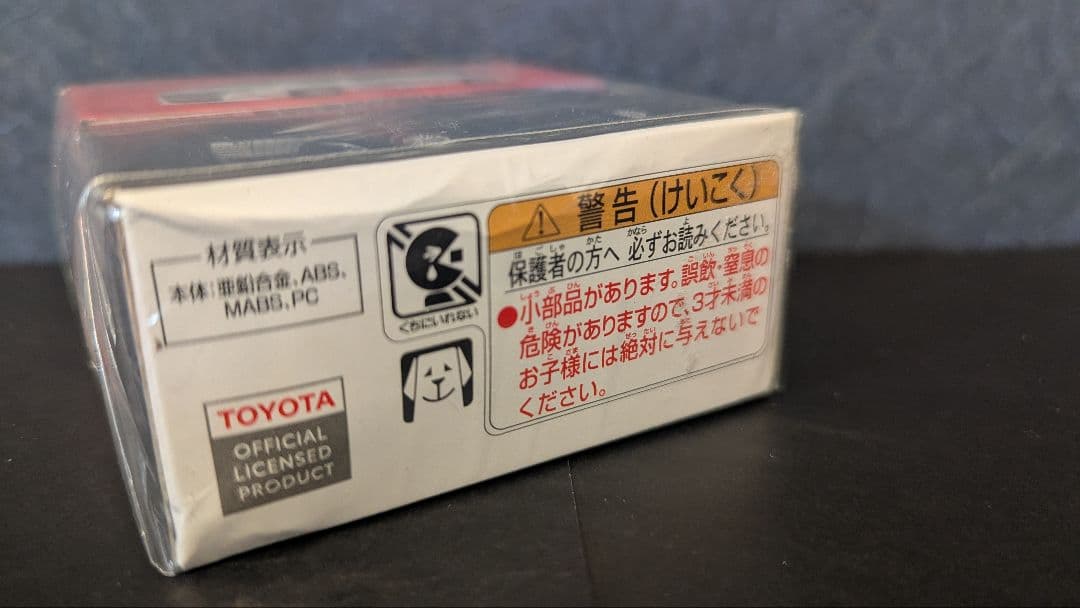 材質表示
本体:亜鉛合金、ABS、
MABS、PC
TOYOTA
OFFICIAL
LICENSED
PRODUCT
くちにいれない
警告(けいこく)
保護者の方へ 必ずお読みください。
●小部品があります。誤飲・窒息の
危険がありますので、3才未満の
お子様には絶対に与えないで
ください。